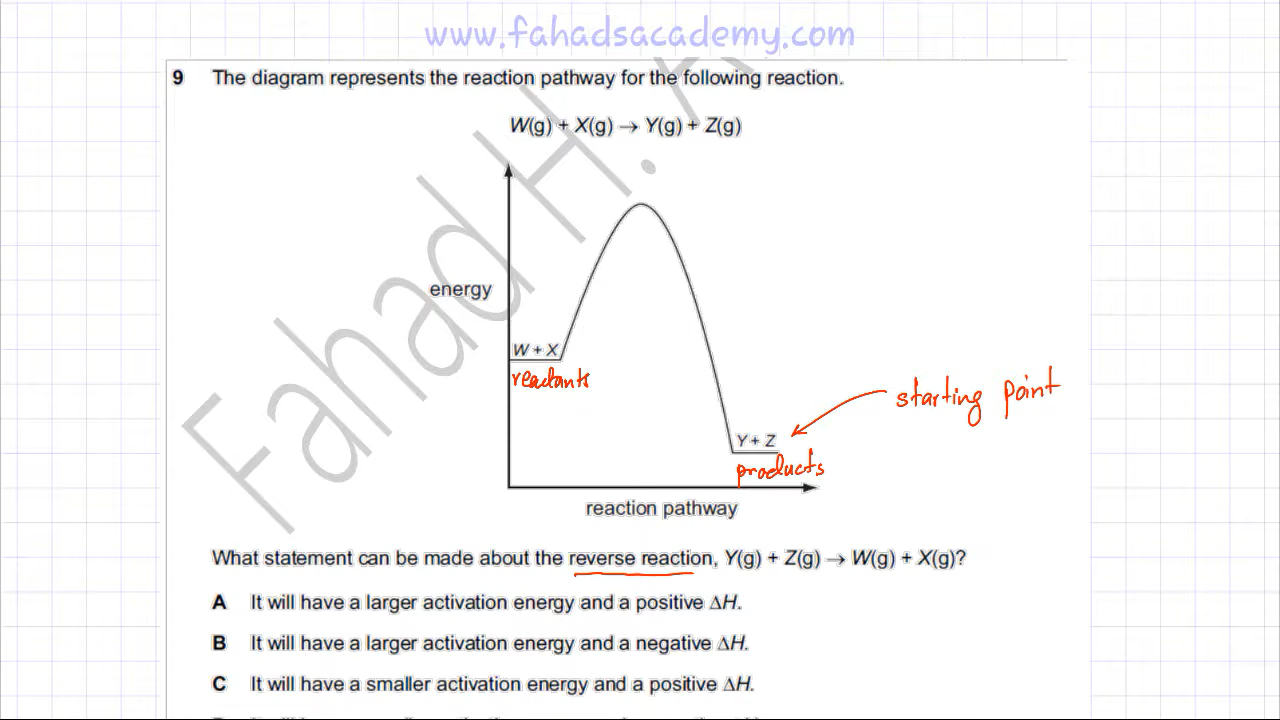 www.fahadsacademy.com
9 The diagram represents the reaction pathway for the following reaction.
W(g) + X(g) → Y(g) + Z(g)
Fahad H. A
energy
W + X
reactants
starting point
Y + Z
products
reaction pathway
What statement can be made about the reverse reaction, Y(g) + Z(g) → W(g) + X(g)?
A It will have a larger activation energy and a positive ΔH.
B It will have a larger activation energy and a negative ΔH.
C It will have a smaller activation energy and a positive ΔH.